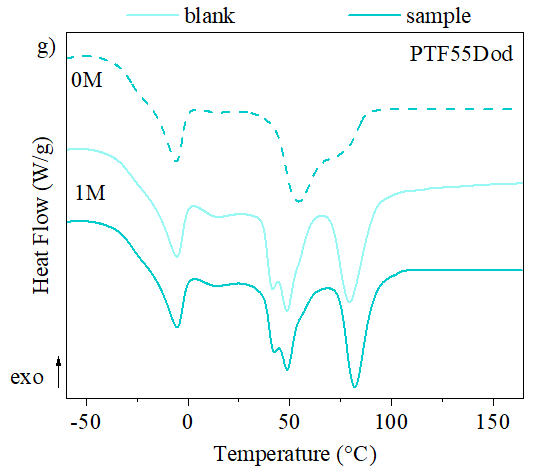 blank sample
g)
PTF55Dod
0M
1M
Heat Flow (W/g)
exo
-50 0 50 100 150
Temperature (°C)